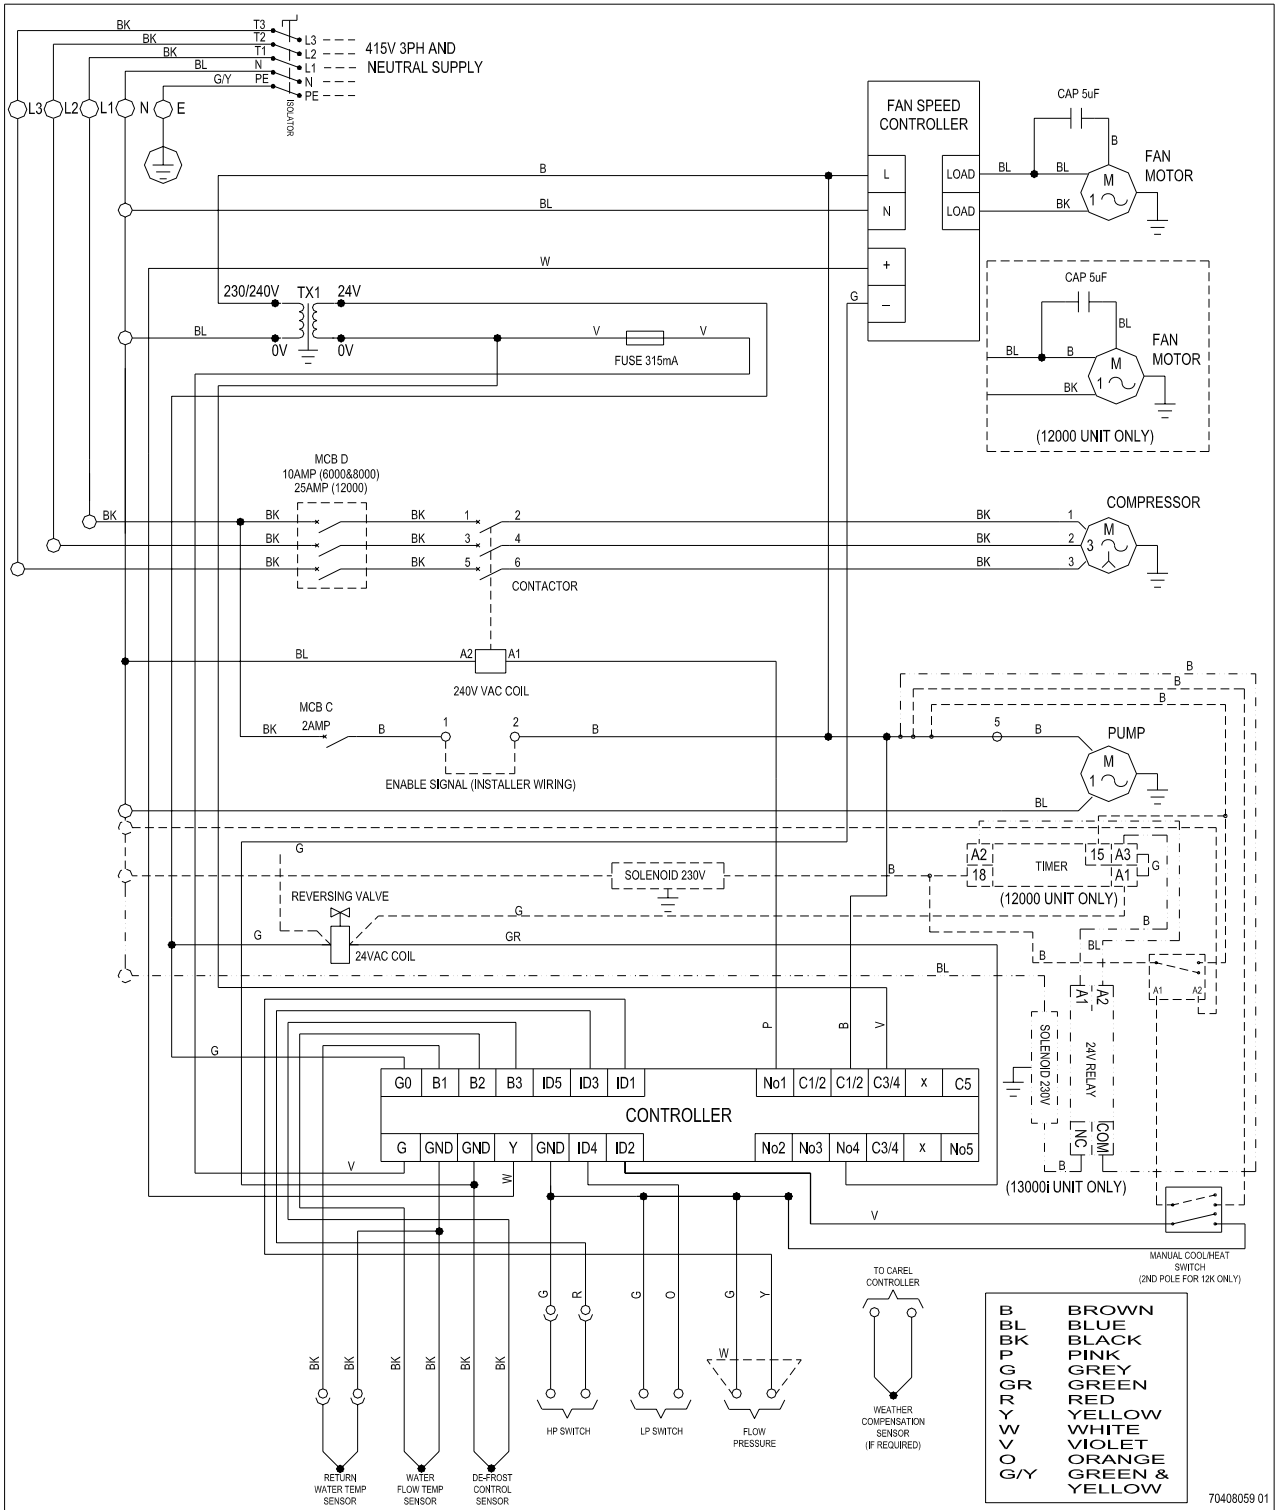 BK T3
BK T2
BK T1
BL N
G/Y PE
L3
L2
L1
N
PE
415V 3PH AND
NEUTRAL SUPPLY
ISOLATOR
L3 L2 L1 N E
FAN SPEED
CONTROLLER
L LOAD
N LOAD
+
–
CAP 5uF
B
BL BL
BK
FAN
MOTOR
M
1
B
BL
W
G
230/240V TX1 24V
BL 0V 0V
V V
FUSE 315mA
CAP 5uF
BL
BL B
BK
FAN
MOTOR
M
1
(12000 UNIT ONLY)
MCB D
10AMP (6000&8000)
25AMP (12000)
BK BK BK 1 2 BK 1
BK BK 3 4 BK 2
BK BK 5 6 BK 3
CONTACTOR
COMPRESSOR
M
3
BL A2 A1
240V VAC COIL
MCB C
2AMP
BK B 1 2 B
ENABLE SIGNAL (INSTALLER WIRING)
B
B
B
5 B
PUMP
M
1
BL
G
SOLENOID 230V
B
A2 TIMER 15 A3
18 A1
G
(12000 UNIT ONLY)
REVERSING VALVE
G
G GR
24VAC COIL
B
BL
B
BL
A1 A2
A1 A2
SOLENOID 230V
24V RELAY
NC COM
B
(13000i UNIT ONLY)
P B V
G
G0 B1 B2 B3 ID5 ID3 ID1 No1 C1/2 C1/2 C3/4 x C5
CONTROLLER
G GND GND Y GND ID4 ID2 No2 No3 No4 C3/4 x No5
V
W
V
MANUAL COOL/HEAT
SWITCH
(2ND POLE FOR 12K ONLY)
G R G O G Y
BK BK BK BK BK BK
W
TO CAREL
CONTROLLER
HP SWITCH
LP SWITCH
FLOW
PRESSURE
WEATHER
COMPENSATION
SENSOR
(IF REQUIRED)
RETURN
WATER TEMP
SENSOR
WATER
FLOW TEMP
SENSOR
DE-FROST
CONTROL
SENSOR
B BROWN
BL BLUE
BK BLACK
P PINK
G GREY
GR GREEN
R RED
Y YELLOW
W WHITE
V VIOLET
O ORANGE
G/Y GREEN &
YELLOW
70408059 01